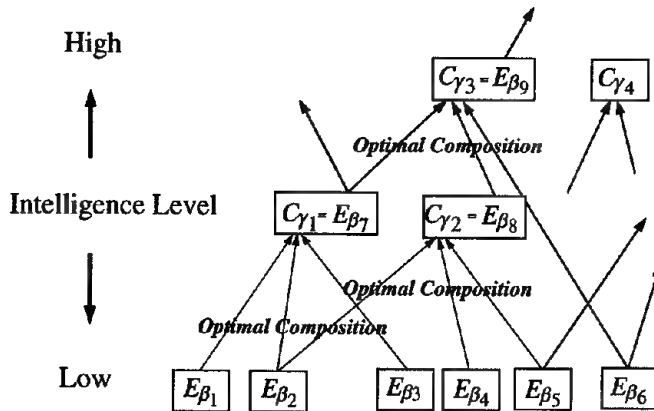 High
Cγ3 = Eβ9
Cγ4
Optimal Composition
Intelligence Level
Cγ1 = Eβ7
Cγ2 = Eβ8
Optimal Composition
Optimal Composition
Low
Eβ1
Eβ2
Eβ3
Eβ4
Eβ5
Eβ6